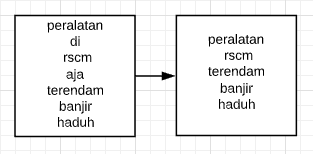 peralatan
di
rscm
aja
terendam
banjir
haduh
peralatan
rscm
terendam
banjir
haduh